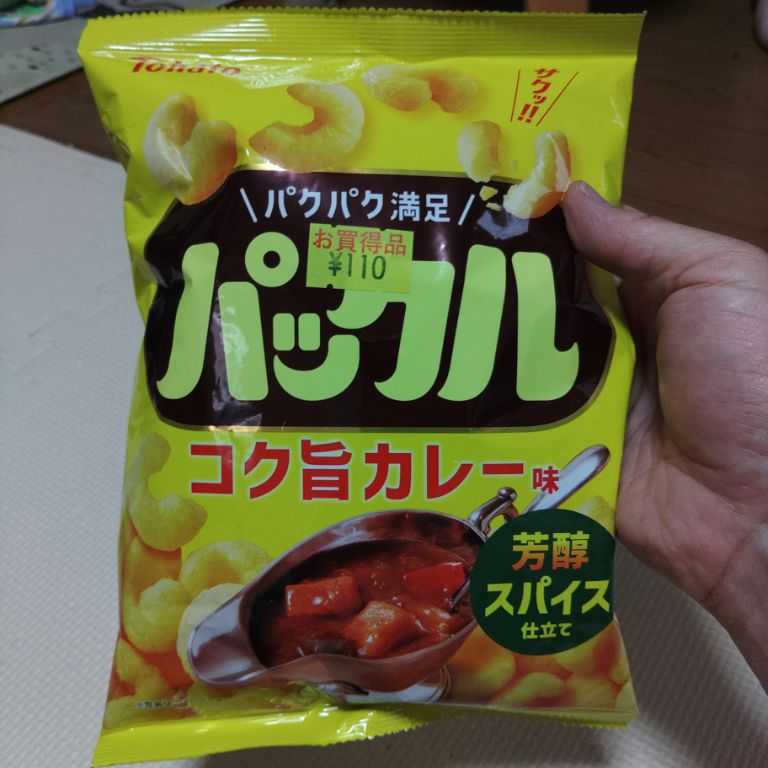 Tohato
サクッ!!
\パクパク満足/
お買得品
¥110
パックル
コク旨カレー味
芳醇
スパイス
仕立て